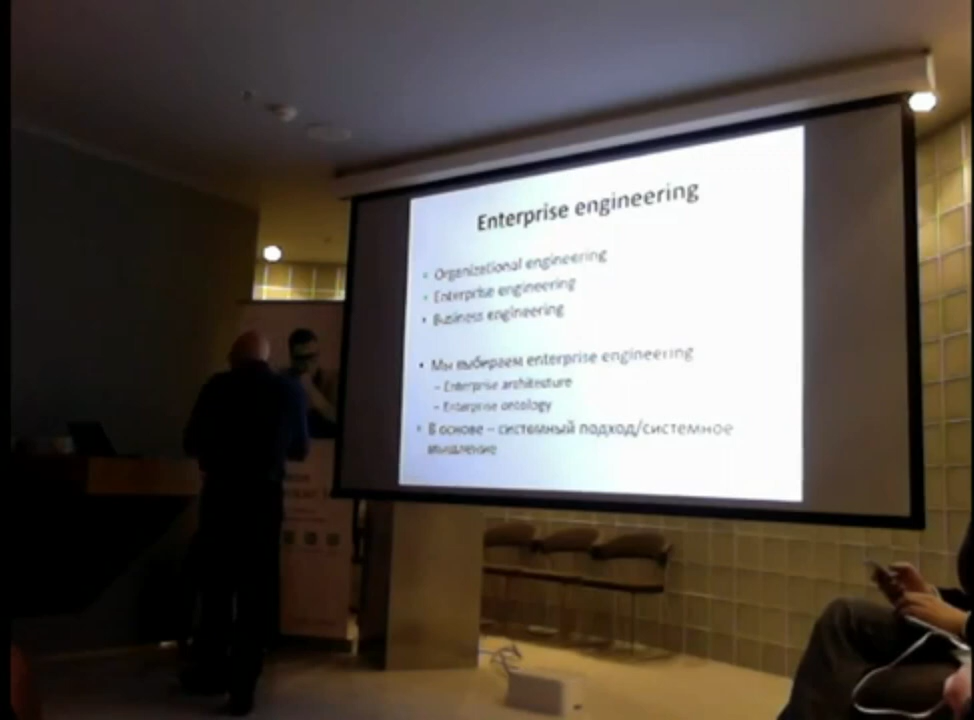 Enterprise engineering
• Organizational engineering
• Enterprise engineering
• Business engineering
• Мы выбираем enterprise engineering
– Enterprise architecture
– Enterprise ontology
• В основе – системный подход/системное
мышление